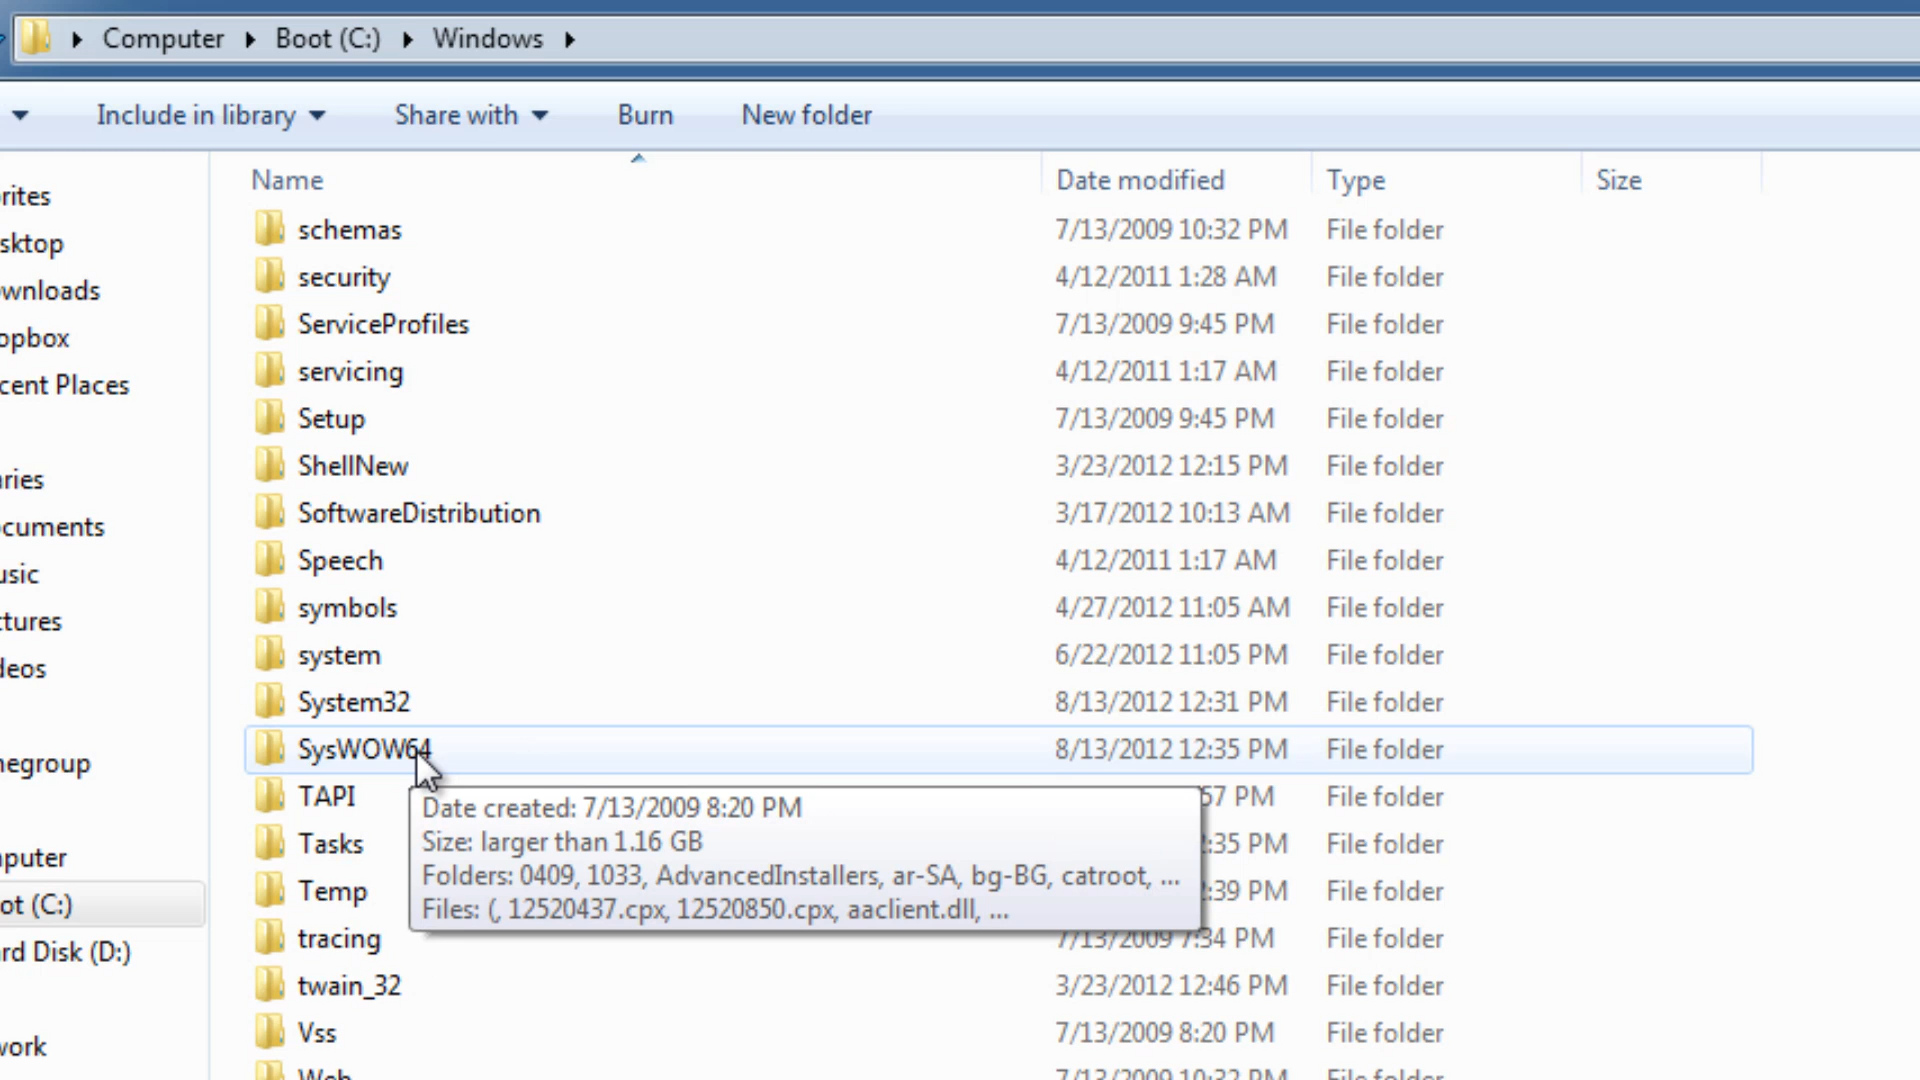 Computer Boot (C:) Windows
Include in library Share with Burn New folder
Name Date modified Type Size
rites
sktop
wnloads
opbox
cent Places
ries
cuments
usic
tures
deos
negroup
puter
ot (C:)
rd Disk (D:)
work
schemas 7/13/2009 10:32 PM File folder
security 4/12/2011 1:28 AM File folder
ServiceProfiles 7/13/2009 9:45 PM File folder
servicing 4/12/2011 1:17 AM File folder
Setup 7/13/2009 9:45 PM File folder
ShellNew 3/23/2012 12:15 PM File folder
SoftwareDistribution 3/17/2012 10:13 AM File folder
Speech 4/12/2011 1:17 AM File folder
symbols 4/27/2012 11:05 AM File folder
system 6/22/2012 11:05 PM File folder
System32 8/13/2012 12:31 PM File folder
SysWOW64 8/13/2012 12:35 PM File folder
TAPI :57 PM File folder
Tasks :35 PM File folder
Temp :39 PM File folder
Date created: 7/13/2009 8:20 PM
Size: larger than 1.16 GB
Folders: 0409, 1033, AdvancedInstallers, ar-SA, bg-BG, catroot, ...
Files: (, 12520437.cpx, 12520850.cpx, aaclient.dll, ...
tracing 7/13/2009 7:34 PM File folder
twain_32 3/23/2012 12:46 PM File folder
Vss 7/13/2009 8:20 PM File folder
Web 7/13/2009 10:32 PM File folder